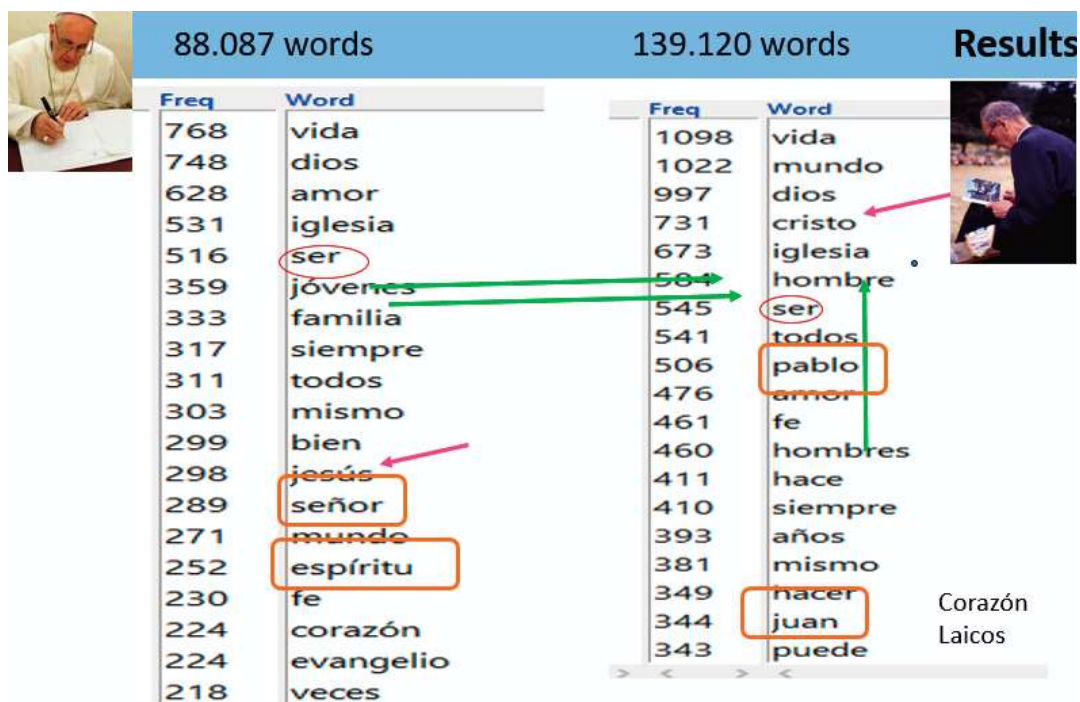 88.087 words
139.120 words
Results
Freq Word
768 vida
748 dios
628 amor
531 iglesia
516 ser
359 jóvenes
333 familia
317 siempre
311 todos
303 mismo
299 bien
298 jesús
289 señor
271 mundo
252 espíritu
230 fe
224 corazón
224 evangelio
218 veces
Freq Word
1098 vida
1022 mundo
997 dios
731 cristo
673 iglesia
584 hombre
545 ser
541 todos
506 pablo
476 amor
461 fe
460 hombres
411 hace
410 siempre
393 años
381 mismo
349 hacer
344 juan
343 puede
Corazón
Laicos